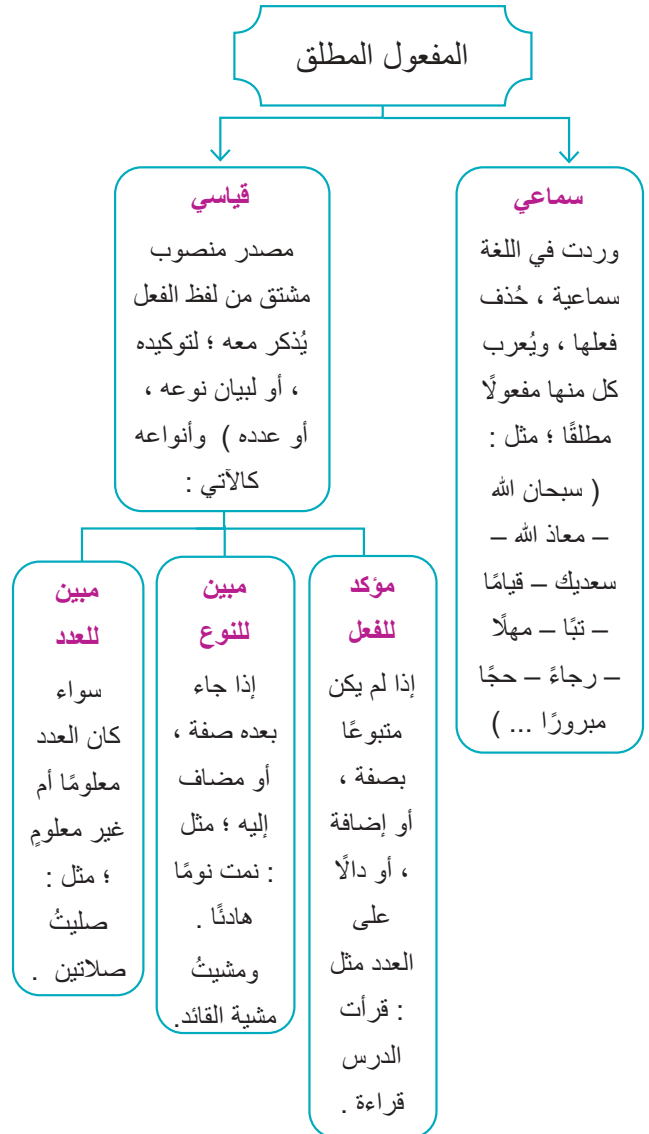 المفعول المطلق
سماعي
وردت في اللغة
سماعية ، حُذف
فعلها ، ويُعرب
كل منها مفعولًا
مطلقًا ؛ مثل :
( سبحان الله
– معاذ الله –
سعديك – قيامًا
– تبًا – مهلًا
– رجاءً – حجًا
مبرورًا ... )
قياسي
مصدر منصوب
مشتق من لفظ الفعل
يُذكر معه ؛ لتوكيده
، أو لبيان نوعه ،
أو عدده ) وأنواعه
كالآتي :
مؤكد
للفعل
إذا لم يكن
متبوعًا
بصفة ،
أو إضافة
، أو دالًا
على
العدد مثل
: قرأت
الدرس
قراءة .
مبين
للنوع
إذا جاء
بعده صفة ،
أو مضاف
إليه ؛ مثل
: نمت نومًا
هادئًا .
ومشيتُ
مشية القائد.
مبين
للعدد
سواء
كان العدد
معلومًا أم
غير معلومٍ
؛ مثل :
صليتُ
صلاتين .